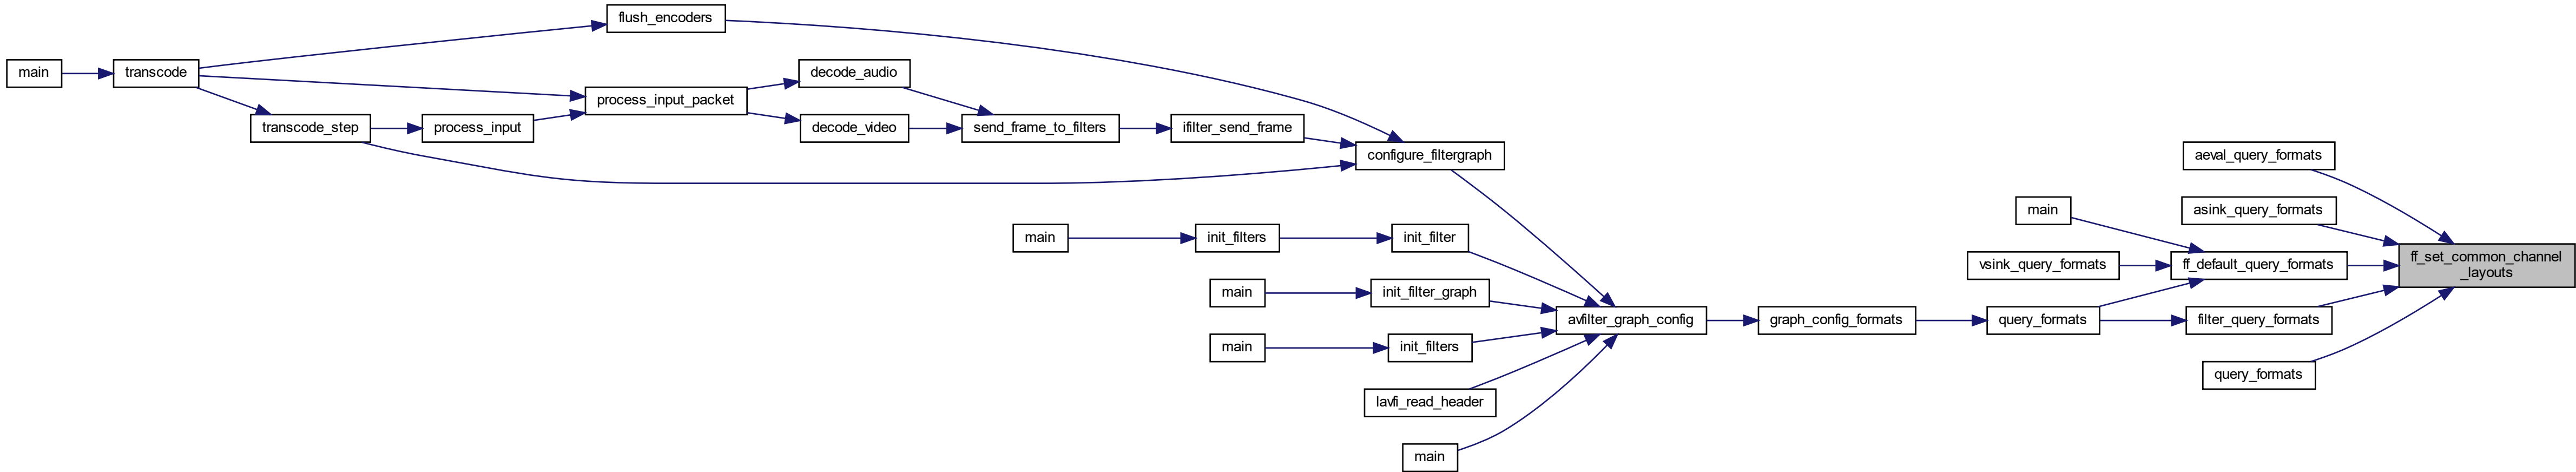 flush_encoders
main
transcode
decode_audio
process_input_packet
transcode_step
process_input
decode_video
send_frame_to_filters
ifilter_send_frame
configure_filtergraph
aeval_query_formats
main
asink_query_formats
main
init_filters
init_filter
vsink_query_formats
ff_default_query_formats
ff_set_common_channel
_layouts
main
init_filter_graph
avfilter_graph_config
graph_config_formats
query_formats
filter_query_formats
main
init_filters
query_formats
lavfi_read_header
main